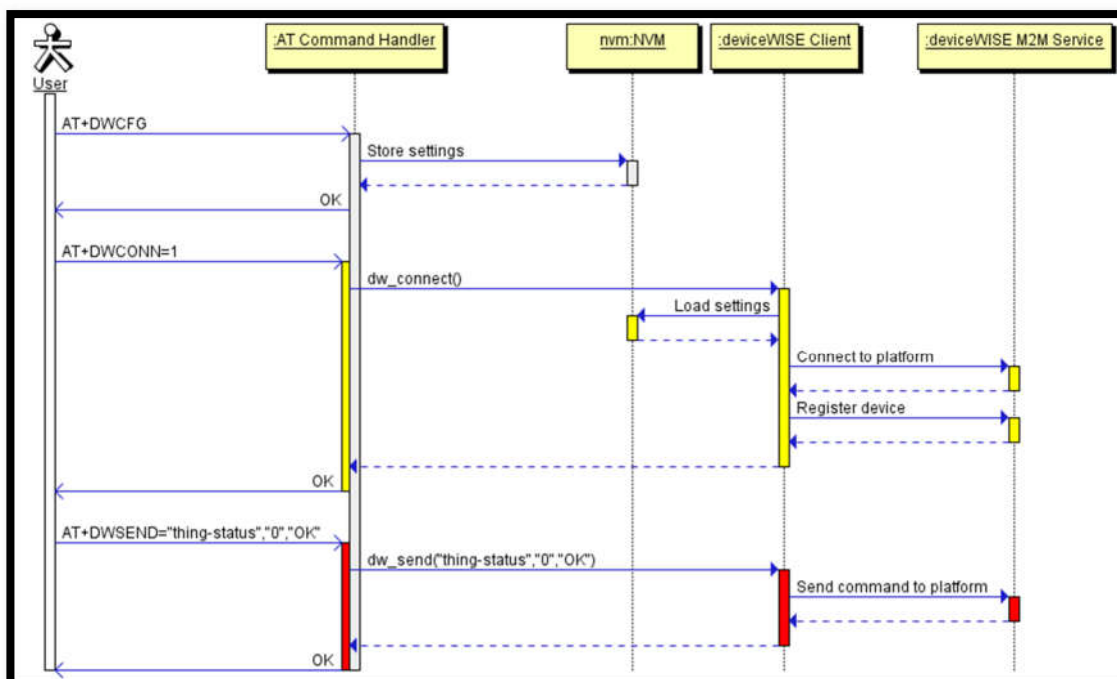 :AT Command Handler
nvm:NVM
:deviceWISE Client
:deviceWISE M2M Service
User
AT+DWCFG
Store settings
OK
AT+DWCONN=1
dw_connect()
Load settings
Connect to platform
Register device
OK
AT+DWSEND="thing-status","0","OK"
dw_send("thing-status","0","OK")
Send command to platform
OK